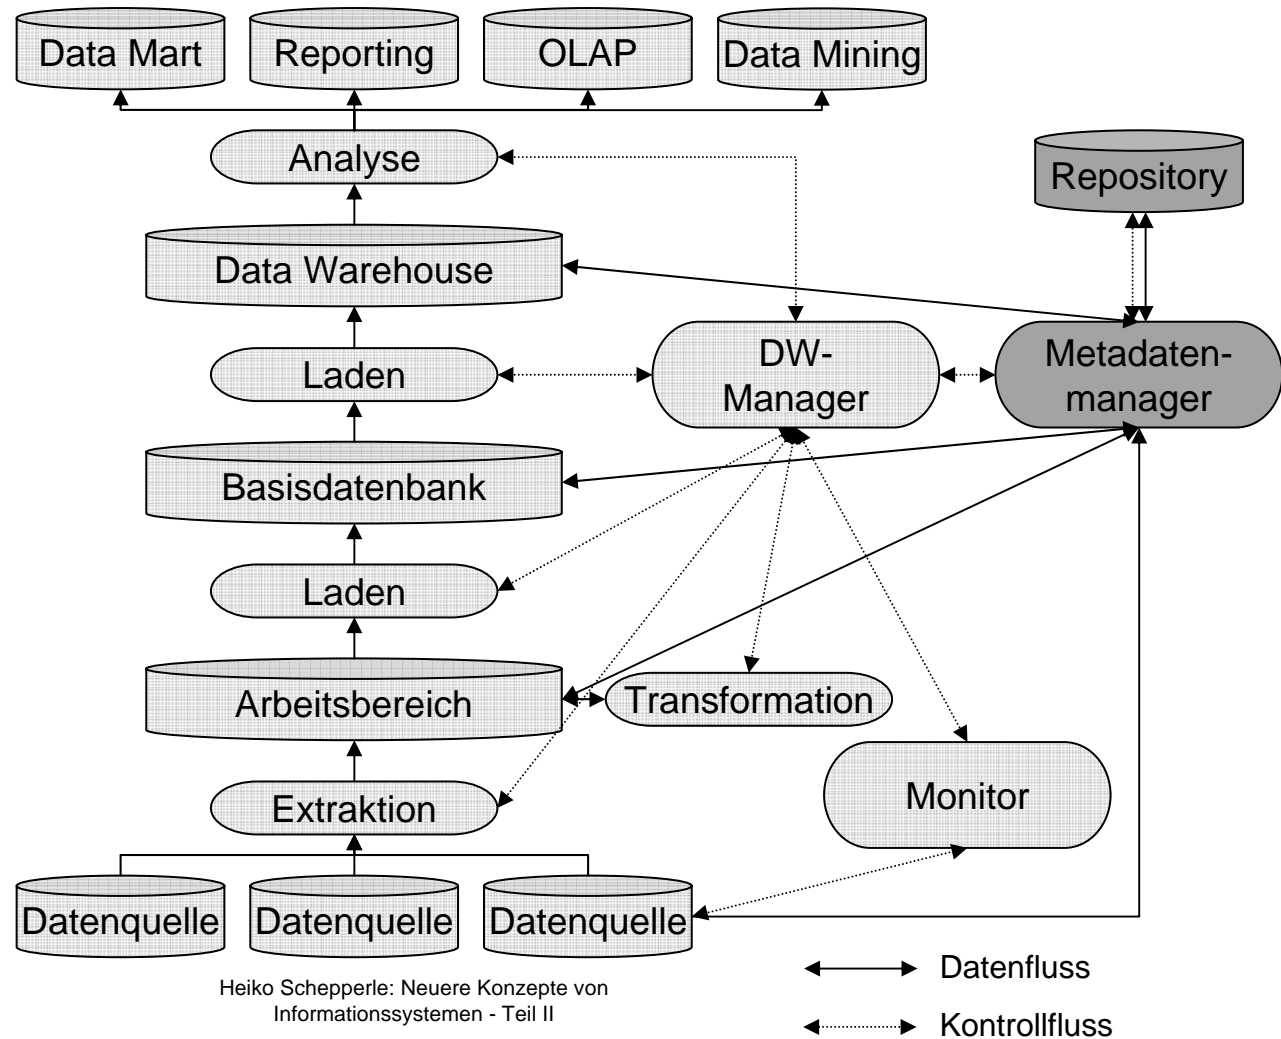 Data Mart
Reporting
OLAP
Data Mining
Analyse
Repository
Data Warehouse
Laden
DW-
Manager
Metadaten-
manager
Basisdatenbank
Laden
Arbeitsbereich
Transformation
Extraktion
Monitor
Datenquelle
Datenquelle
Datenquelle
Datenfluss
Kontrollfluss
Heiko Schepperle: Neuere Konzepte von
Informationssystemen - Teil II